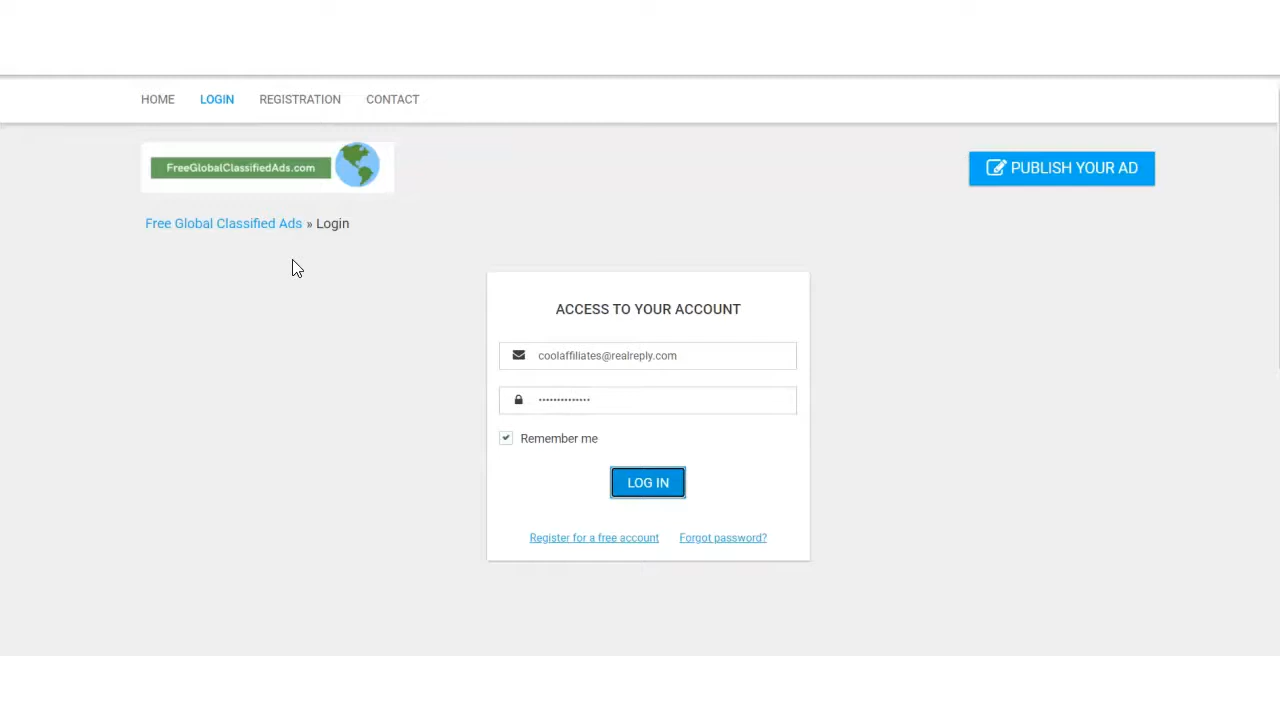 HOME LOGIN REGISTRATION CONTACT
FreeGlobalClassifiedAds.com
PUBLISH YOUR AD
Free Global Classified Ads » Login
ACCESS TO YOUR ACCOUNT
coolaffiliates@realreply.com
••••••••••••••
Remember me
LOG IN
Register for a free account Forgot password?